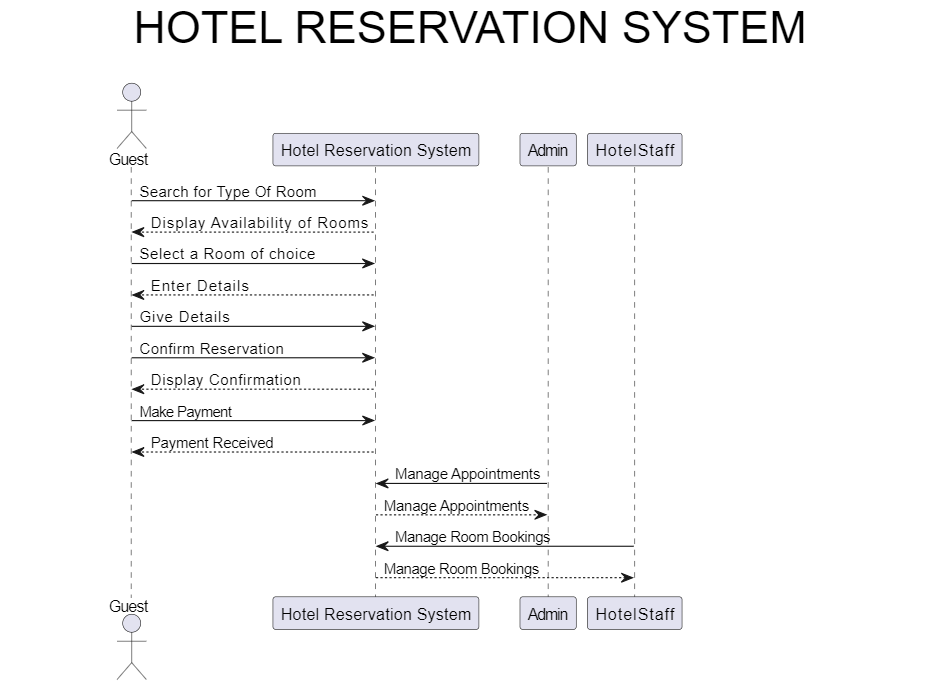 HOTEL RESERVATION SYSTEM
Guest
Hotel Reservation System
Admin
HotelStaff
Search for Type Of Room
Display Availability of Rooms
Select a Room of choice
Enter Details
Give Details
Confirm Reservation
Display Confirmation
Make Payment
Payment Received
Manage Appointments
Manage Appointments
Manage Room Bookings
Manage Room Bookings
Guest
Hotel Reservation System
Admin
HotelStaff